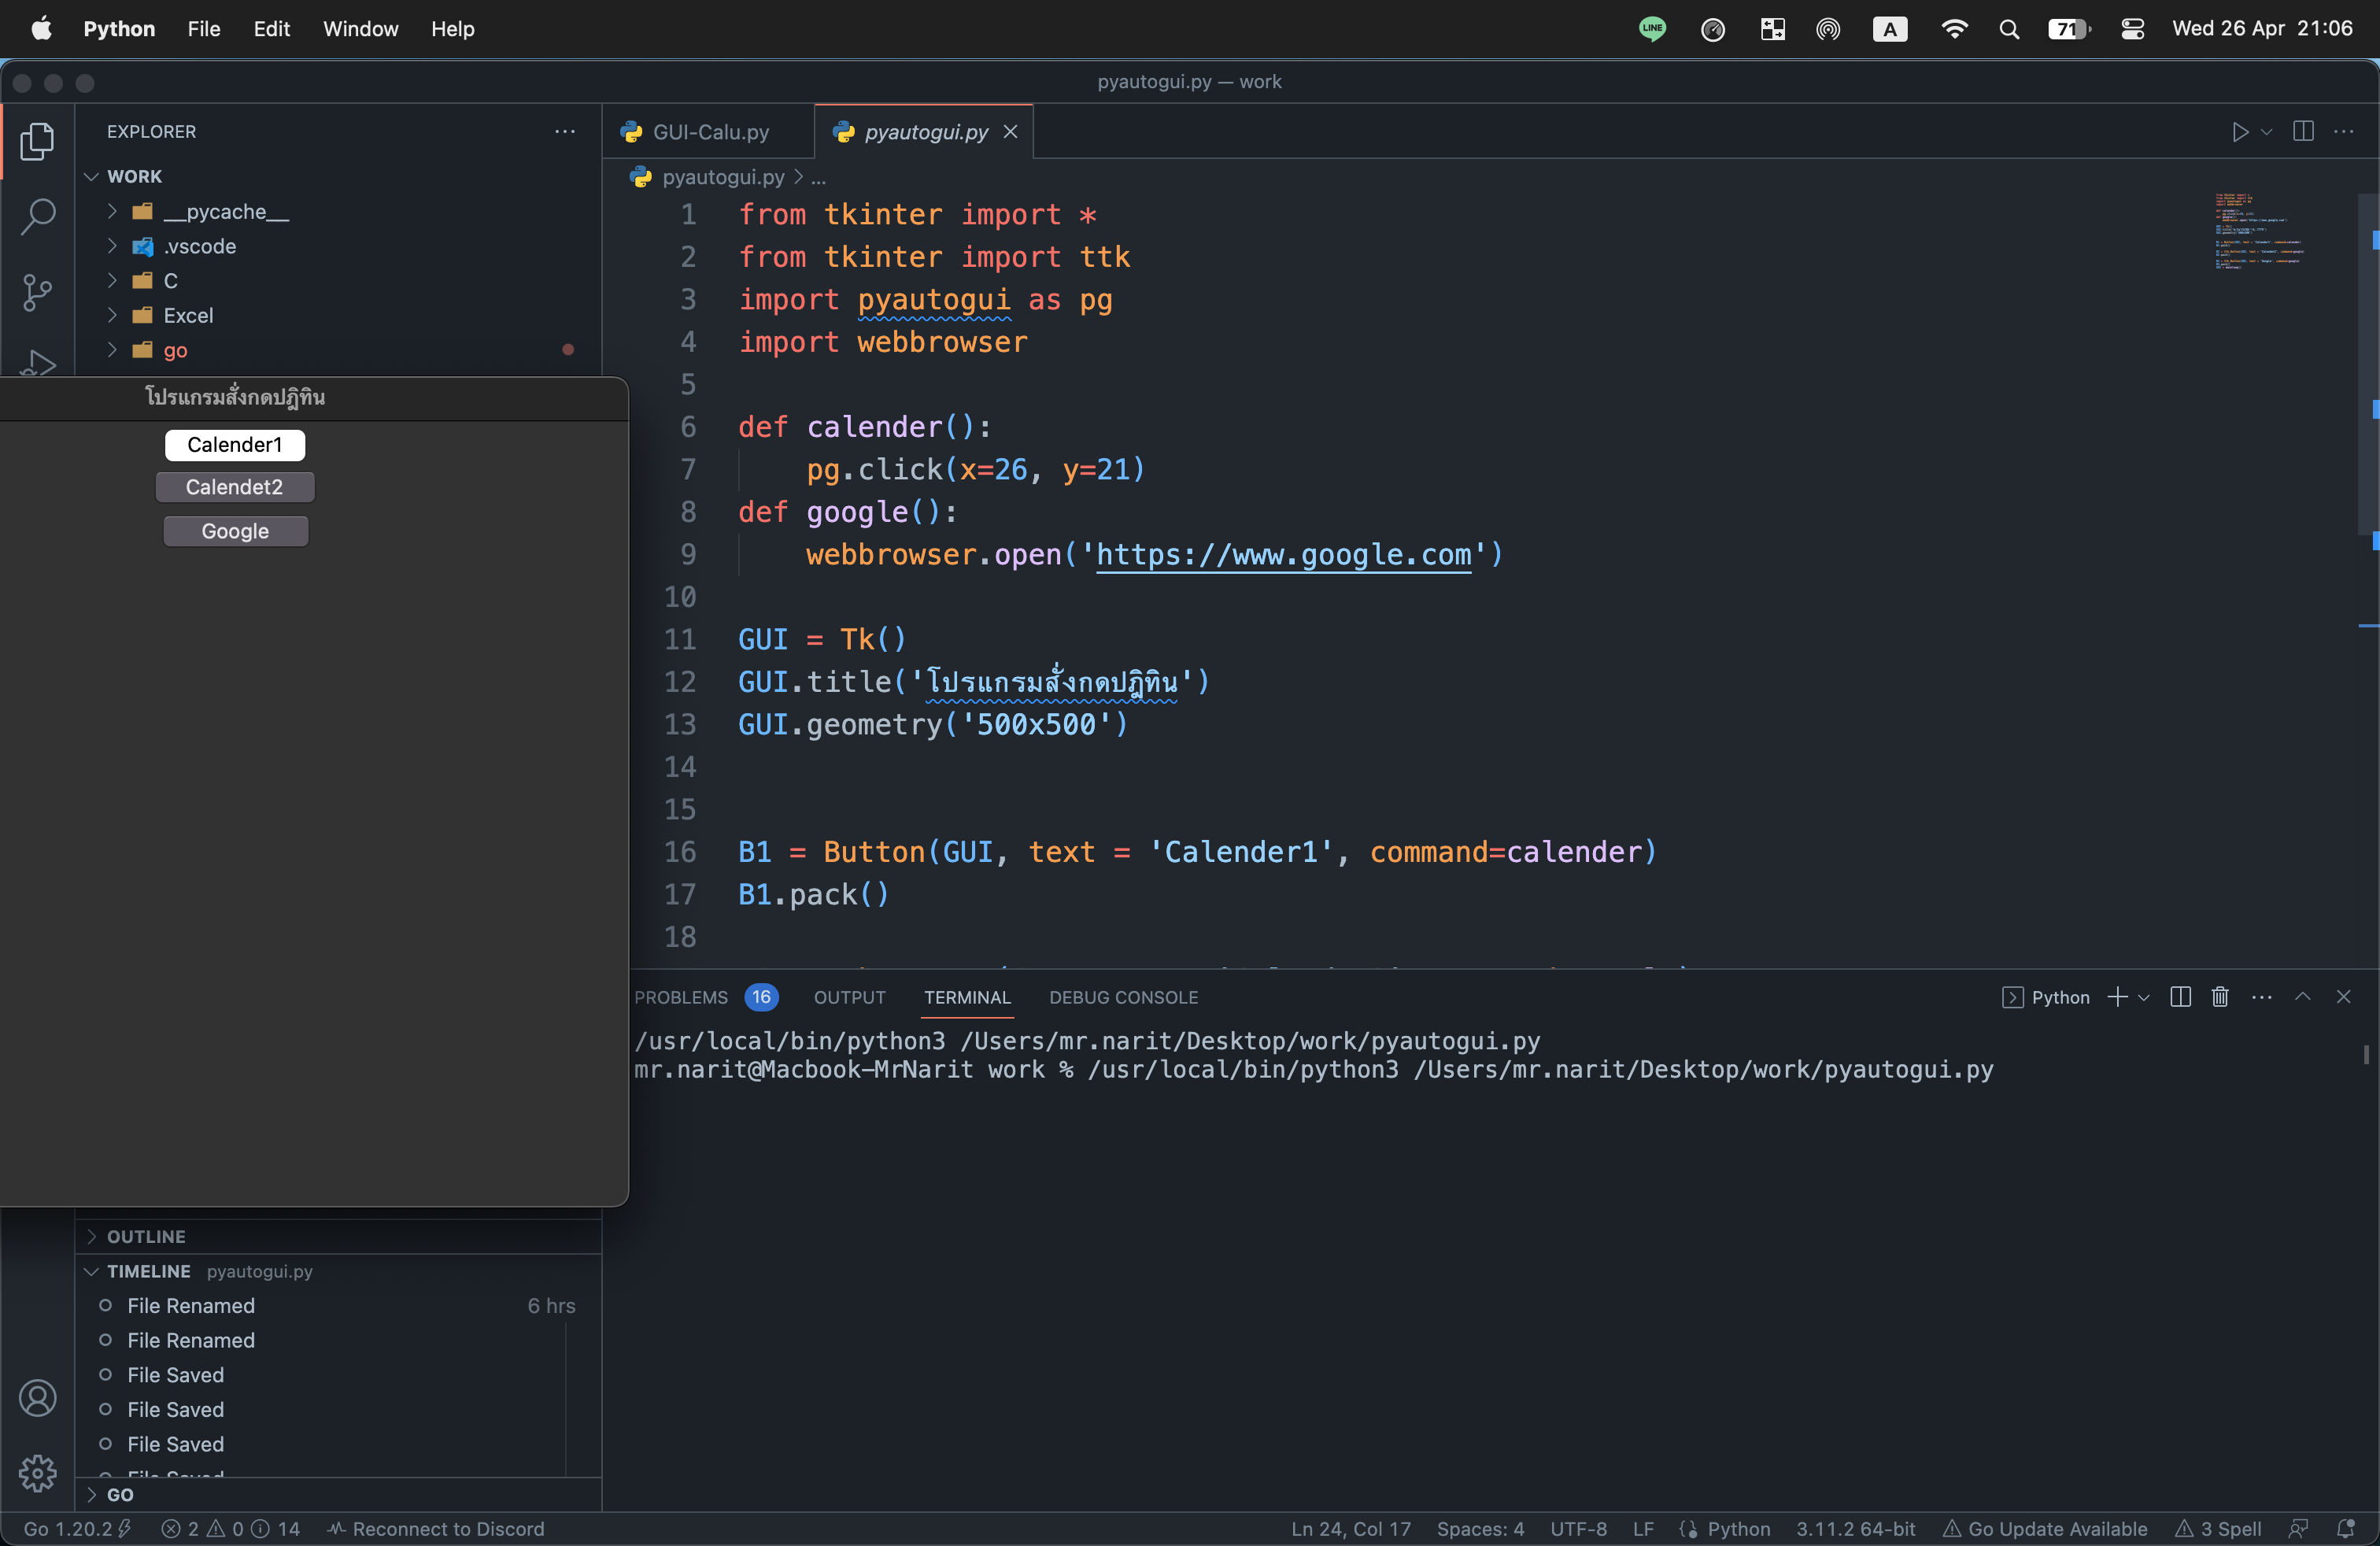 Python File Edit Window Help
LINE A 71 Wed 26 Apr 21:06
pyautogui.py — work
EXPLORER
WORK
__pycache__
.vscode
C
Excel
go
โปรแกรมสั่งกดปฎิทิน
Calender1
Calendet2
Google
OUTLINE
TIMELINE pyautogui.py
File Renamed 6 hrs
File Renamed
File Saved
File Saved
File Saved
GO
GUI-Calu.py pyautogui.py
pyautogui.py > ...
1 from tkinter import *
2 from tkinter import ttk
3 import pyautogui as pg
4 import webbrowser
5
6 def calender():
7 pg.click(x=26, y=21)
8 def google():
9 webbrowser.open('https://www.google.com')
10
11 GUI = Tk()
12 GUI.title('โปรแกรมสั่งกดปฎิทิน')
13 GUI.geometry('500x500')
14
15
16 B1 = Button(GUI, text = 'Calender1', command=calender)
17 B1.pack()
18
PROBLEMS 16 OUTPUT TERMINAL DEBUG CONSOLE Python
/usr/local/bin/python3 /Users/mr.narit/Desktop/work/pyautogui.py
mr.narit@Macbook-MrNarit work % /usr/local/bin/python3 /Users/mr.narit/Desktop/work/pyautogui.py
Go 1.20.2 2 0 14 Reconnect to Discord Ln 24, Col 17 Spaces: 4 UTF-8 LF Python 3.11.2 64-bit Go Update Available 3 Spell